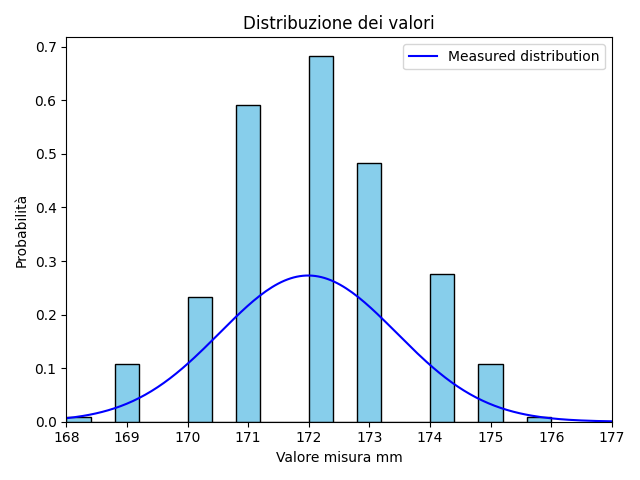 Distribuzione dei valori
Measured distribution
0.7
0.6
0.5
0.4
0.3
0.2
0.1
0.0
Probabilità
168 169 170 171 172 173 174 175 176 177
Valore misura mm